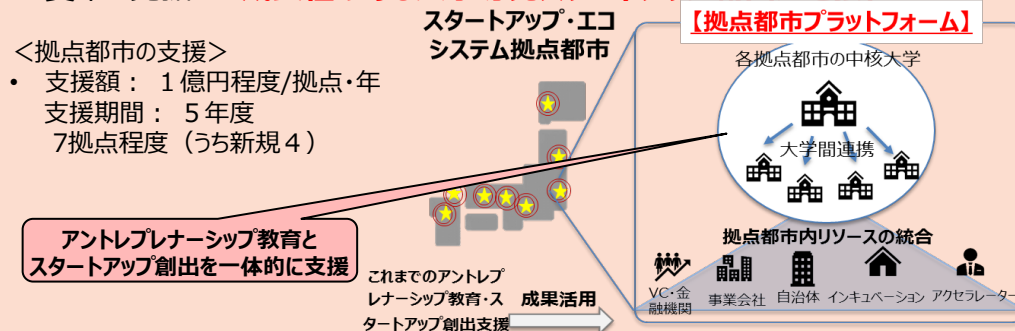 スタートアップ・エコ
システム拠点都市
【拠点都市プラットフォーム】
<拠点都市の支援>
• 支援額： １億円程度/拠点・年
支援期間： ５年度
7拠点程度（うち新規４）
各拠点都市の中核大学
大学間連携
アントレプレナーシップ教育と
スタートアップ創出を一体的に支援
拠点都市内リソースの統合
VC・金
融機関
事業会社
自治体
インキュベーション
アクセラレーター
これまでのアントレプ
レナーシップ教育・ス
タートアップ創出支援
成果活用